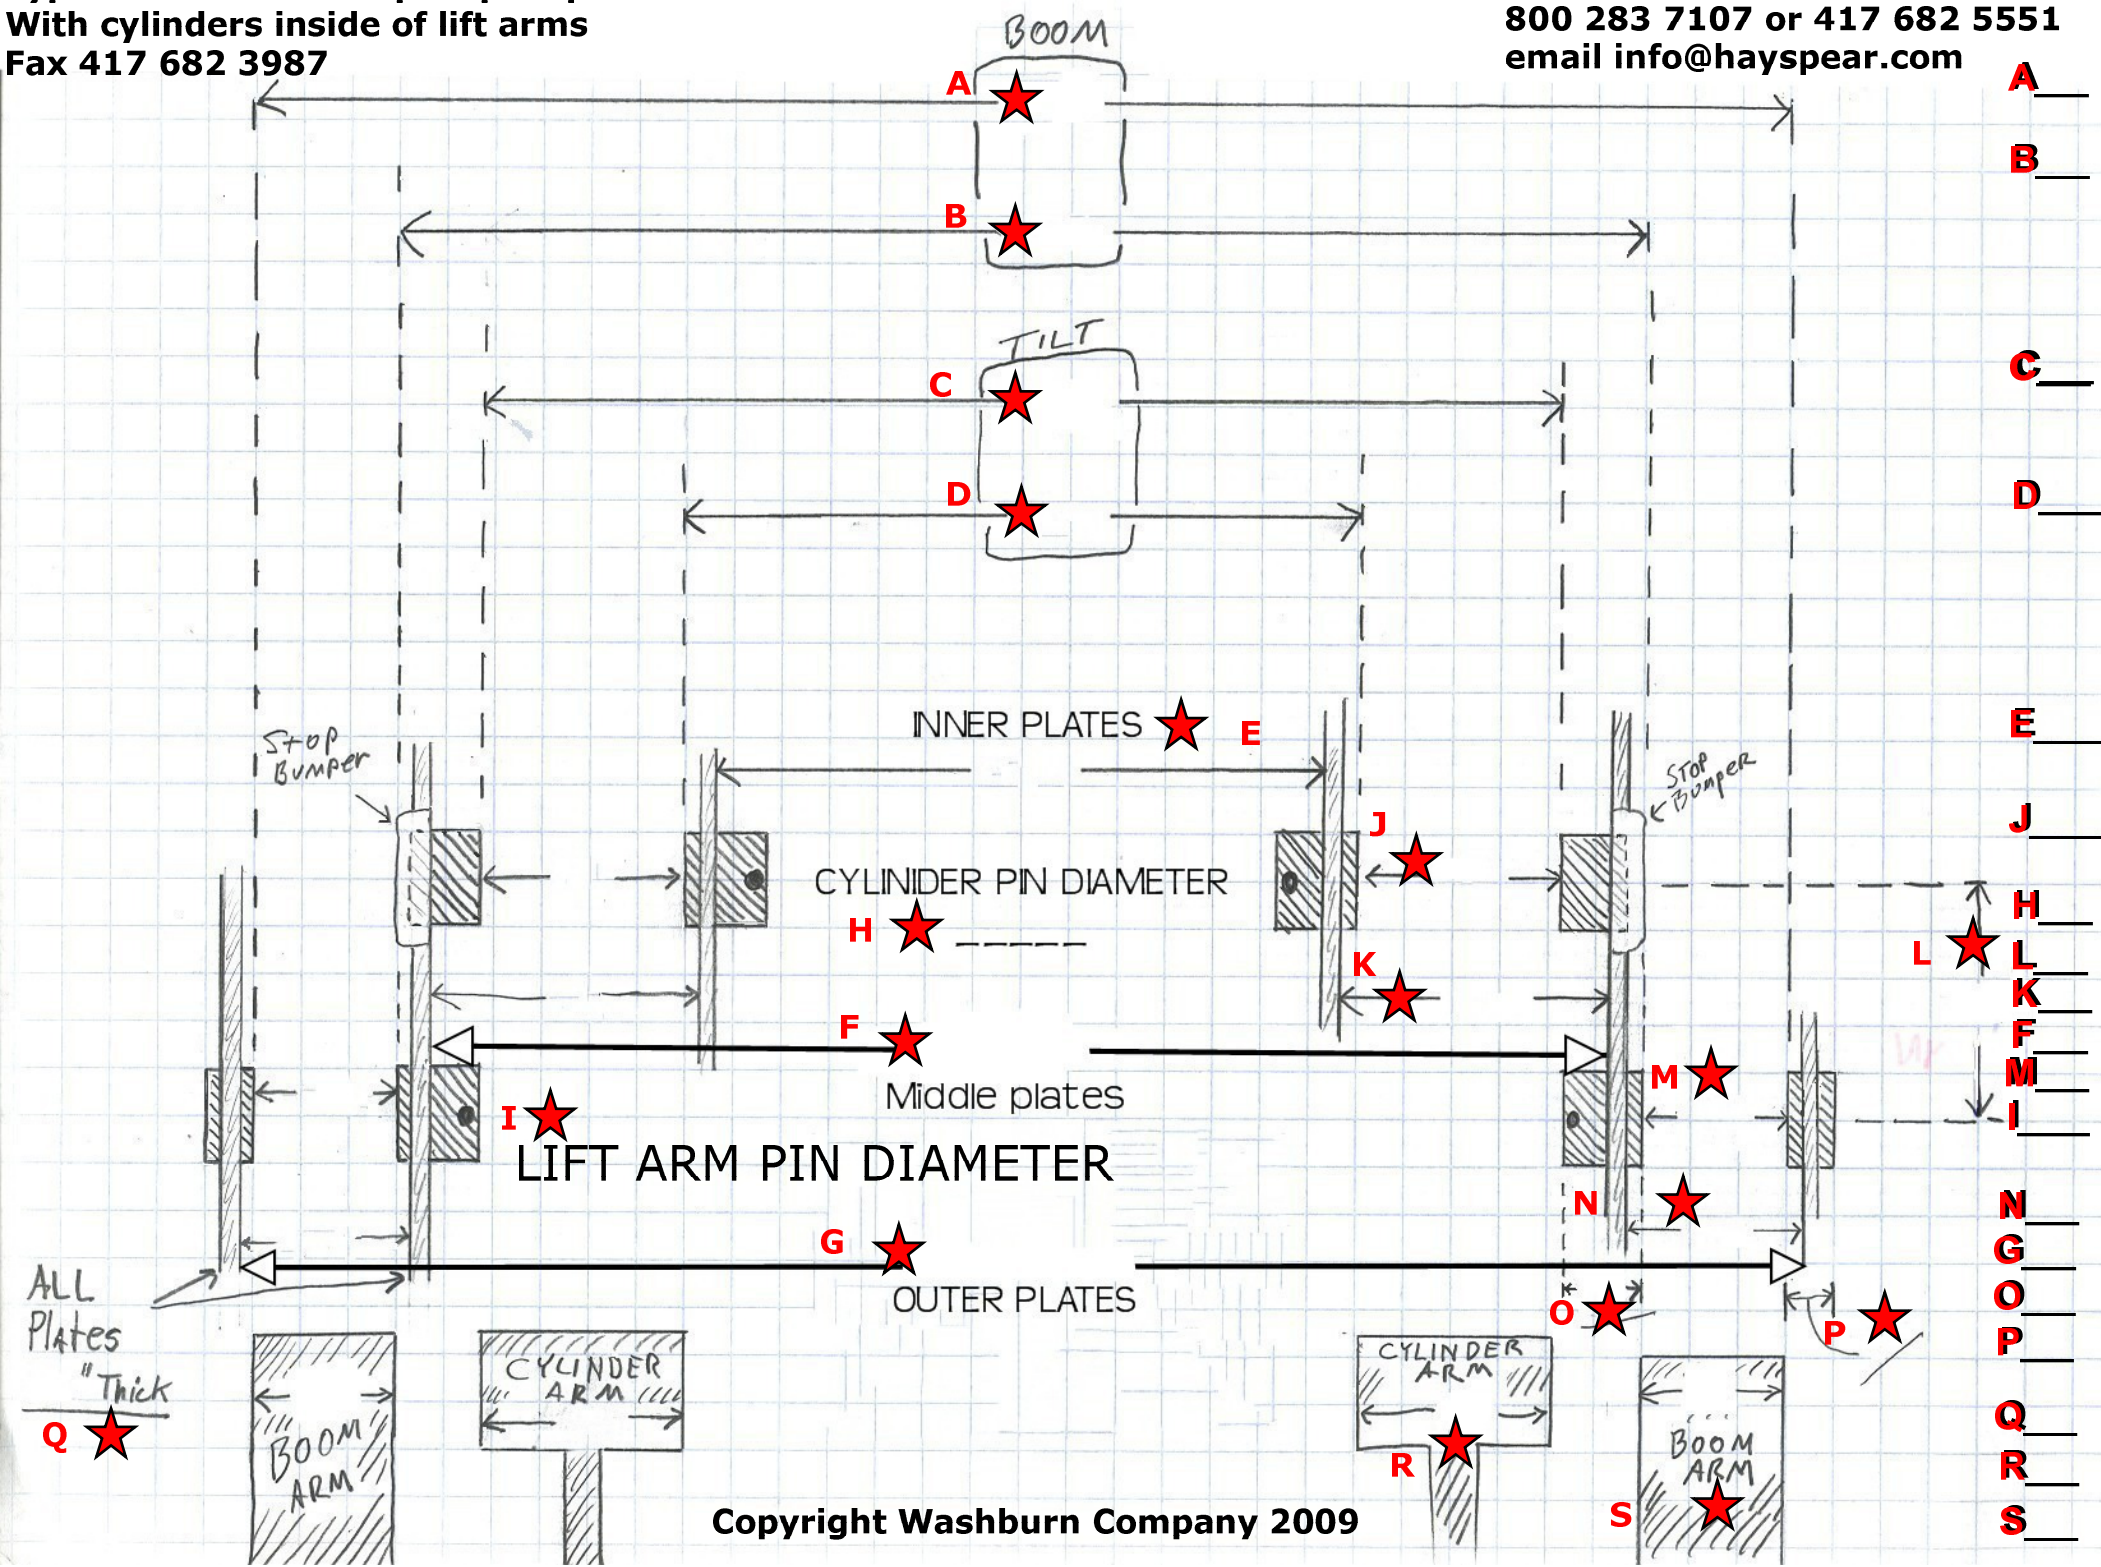 With cylinders inside of lift arms
Fax 417 682 3987
800 283 7107 or 417 682 5551
email info@hayspear.com
BOOM
A
A___
B___
B
TILT
C
C___
D
D___
INNER PLATES
E
E___
STOP
BUMPER
STOP
BUMPER
J
J___
CYLINIDER PIN DIAMETER
H
-----
H___
K
L
L___
K___
F
F___
Middle plates
M
M___
I
I___
LIFT ARM PIN DIAMETER
N
N___
G
G___
OUTER PLATES
ALL
Plates
"Thick
O
O___
P
P___
CYLINDER
ARM
CYLINDER
ARM
Q
Q___
BOOM
ARM
BOOM
ARM
R
R___
S
S___
Copyright Washburn Company 2009